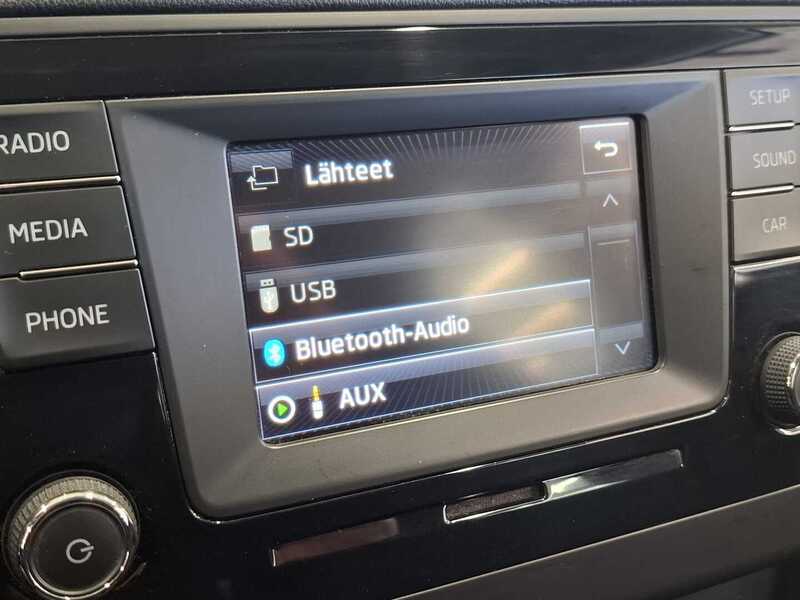 RADIO
MEDIA
PHONE
Lähteet
SD
USB
Bluetooth-Audio
AUX
SETUP
SOUND
CAR